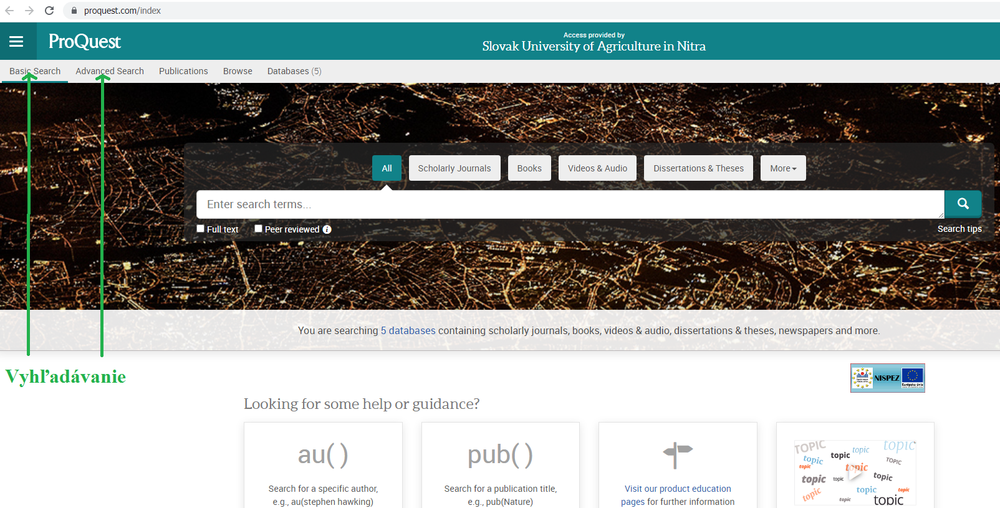 proquest.com/index
ProQuest
Access provided by
Slovak University of Agriculture in Nitra
Basic Search Advanced Search Publications Browse Databases (5)
All Scholarly Journals Books Videos & Audio Dissertations & Theses More
Enter search terms...
Full text Peer reviewed i Search tips
You are searching 5 databases containing scholarly journals, books, videos & audio, dissertations & theses, newspapers and more.
Vyhľadávanie
NISPEZ
Európska únia
Looking for some help or guidance?
au( )
Search for a specific author,
e.g., au(stephen hawking)
pub( )
Search for a publication title,
e.g., pub(Nature)
Visit our product education
pages for further information
TOPIC topic topic
topic topic TOPIC
topic topic
topic topic topic
topic topic topic
topic topic topic